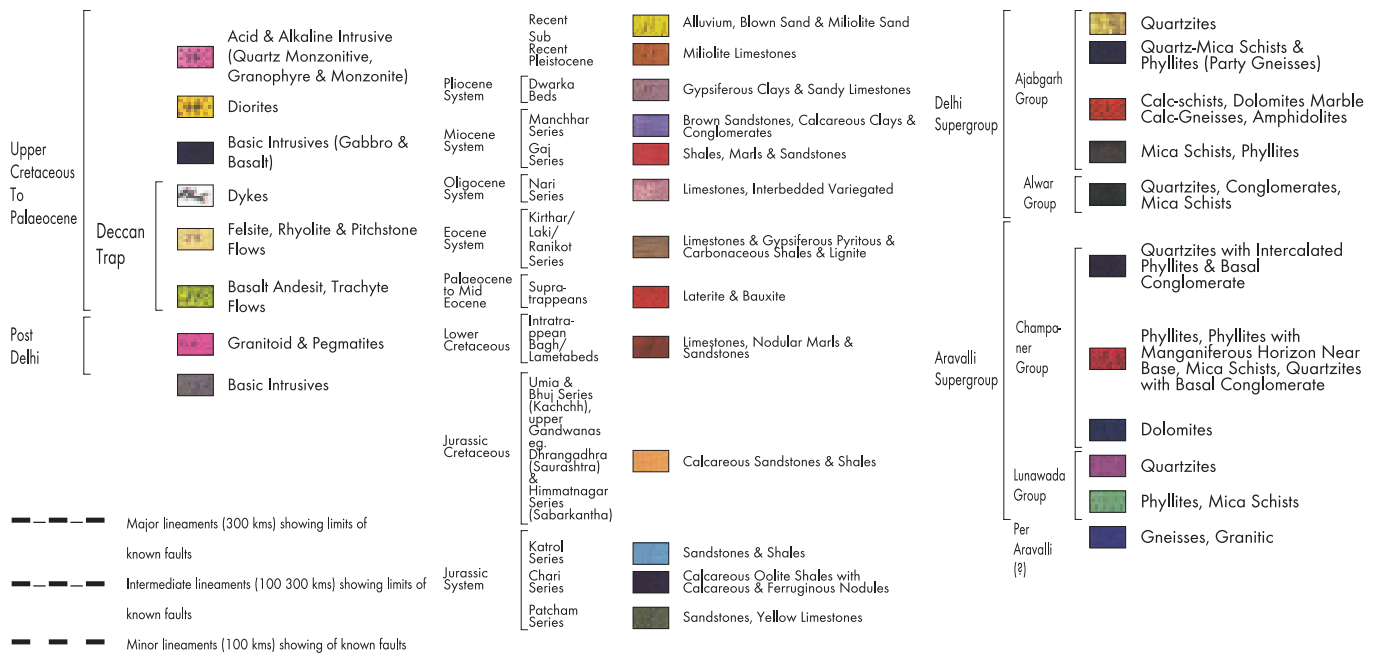 Upper
Cretaceous
To
Palaeocene
Deccan
Trap
Acid & Alkaline Intrusive
(Quartz Monzonitive,
Granophyre & Monzonite)
Diorites
Basic Intrusives (Gabbro &
Basalt)
Dykes
Felsite, Rhyolite & Pitchstone
Flows
Basalt Andesit, Trachyte
Flows
Post
Delhi
Granitoid & Pegmatites
Basic Intrusives
Major lineaments (300 kms) showing limits of
known faults
Intermediate lineaments (100 300 kms) showing limits of
known faults
Minor lineaments (100 kms) showing of known faults
Recent
Sub
Recent
Pleistocene
Alluvium, Blown Sand & Miliolite Sand
Miliolite Limestones
Pliocene
System
Dwarka
Beds
Gypsiferous Clays & Sandy Limestones
Miocene
System
Manchhar
Series
Gaj
Series
Brown Sandstones, Calcareous Clays &
Conglomerates
Shales, Marls & Sandstones
Oligocene
System
Nari
Series
Limestones, Interbedded Variegated
Eocene
System
Kirthar/
Laki/
Ranikot
Series
Limestones & Gypsiferous Pyritous &
Carbonaceous Shales & Lignite
Palaeocene
to Mid
Eocene
Supra-
trappeans
Laterite & Bauxite
Lower
Cretaceous
Intratra-
ppean
Bagh/
Lametabeds
Limestones, Nodular Marls &
Sandstones
Jurassic
Cretaceous
Umia &
Bhuj Series
(Kachchh),
upper
Gandwanas
eg.
Dhrangadhra
(Saurashtra)
&
Himmatnagar
Series
(Sabarkantha)
Calcareous Sandstones & Shales
Jurassic
System
Katrol
Series
Sandstones & Shales
Chari
Series
Calcareous Oolite Shales with
Calcareous & Ferruginous Nodules
Patcham
Series
Sandstones, Yellow Limestones
Delhi
Supergroup
Ajabgarh
Group
Quartzites
Quartz-Mica Schists &
Phyllites (Party Gneisses)
Calc-schists, Dolomites Marble
Calc-Gneisses, Amphidolites
Mica Schists, Phyllites
Alwar
Group
Quartzites, Conglomerates,
Mica Schists
Aravalli
Supergroup
Champa-
ner
Group
Quartzites with Intercalated
Phyllites & Basal
Conglomerate
Phyllites, Phyllites with
Manganiferous Horizon Near
Base, Mica Schists, Quartzites
with Basal Conglomerate
Dolomites
Lunawada
Group
Quartzites
Phyllites, Mica Schists
Per
Aravalli
(?)
Gneisses, Granitic